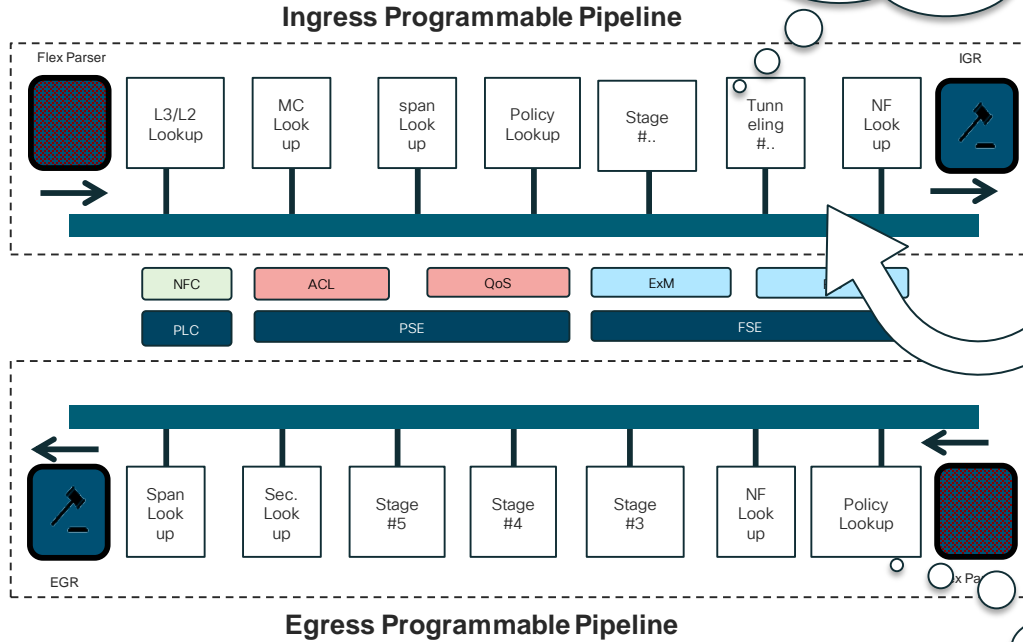 Ingress Programmable Pipeline
Flex Parser
IGR
L3/L2
Lookup
MC
Look
up
span
Look
up
Policy
Lookup
Stage
#..
Tunn
eling
#..
NF
Look
up
NFC
ACL
QoS
ExM
PLC
PSE
FSE
Span
Look
up
Sec.
Look
up
Stage
#5
Stage
#4
Stage
#3
NF
Look
up
Policy
Lookup
EGR
Egress Programmable Pipeline